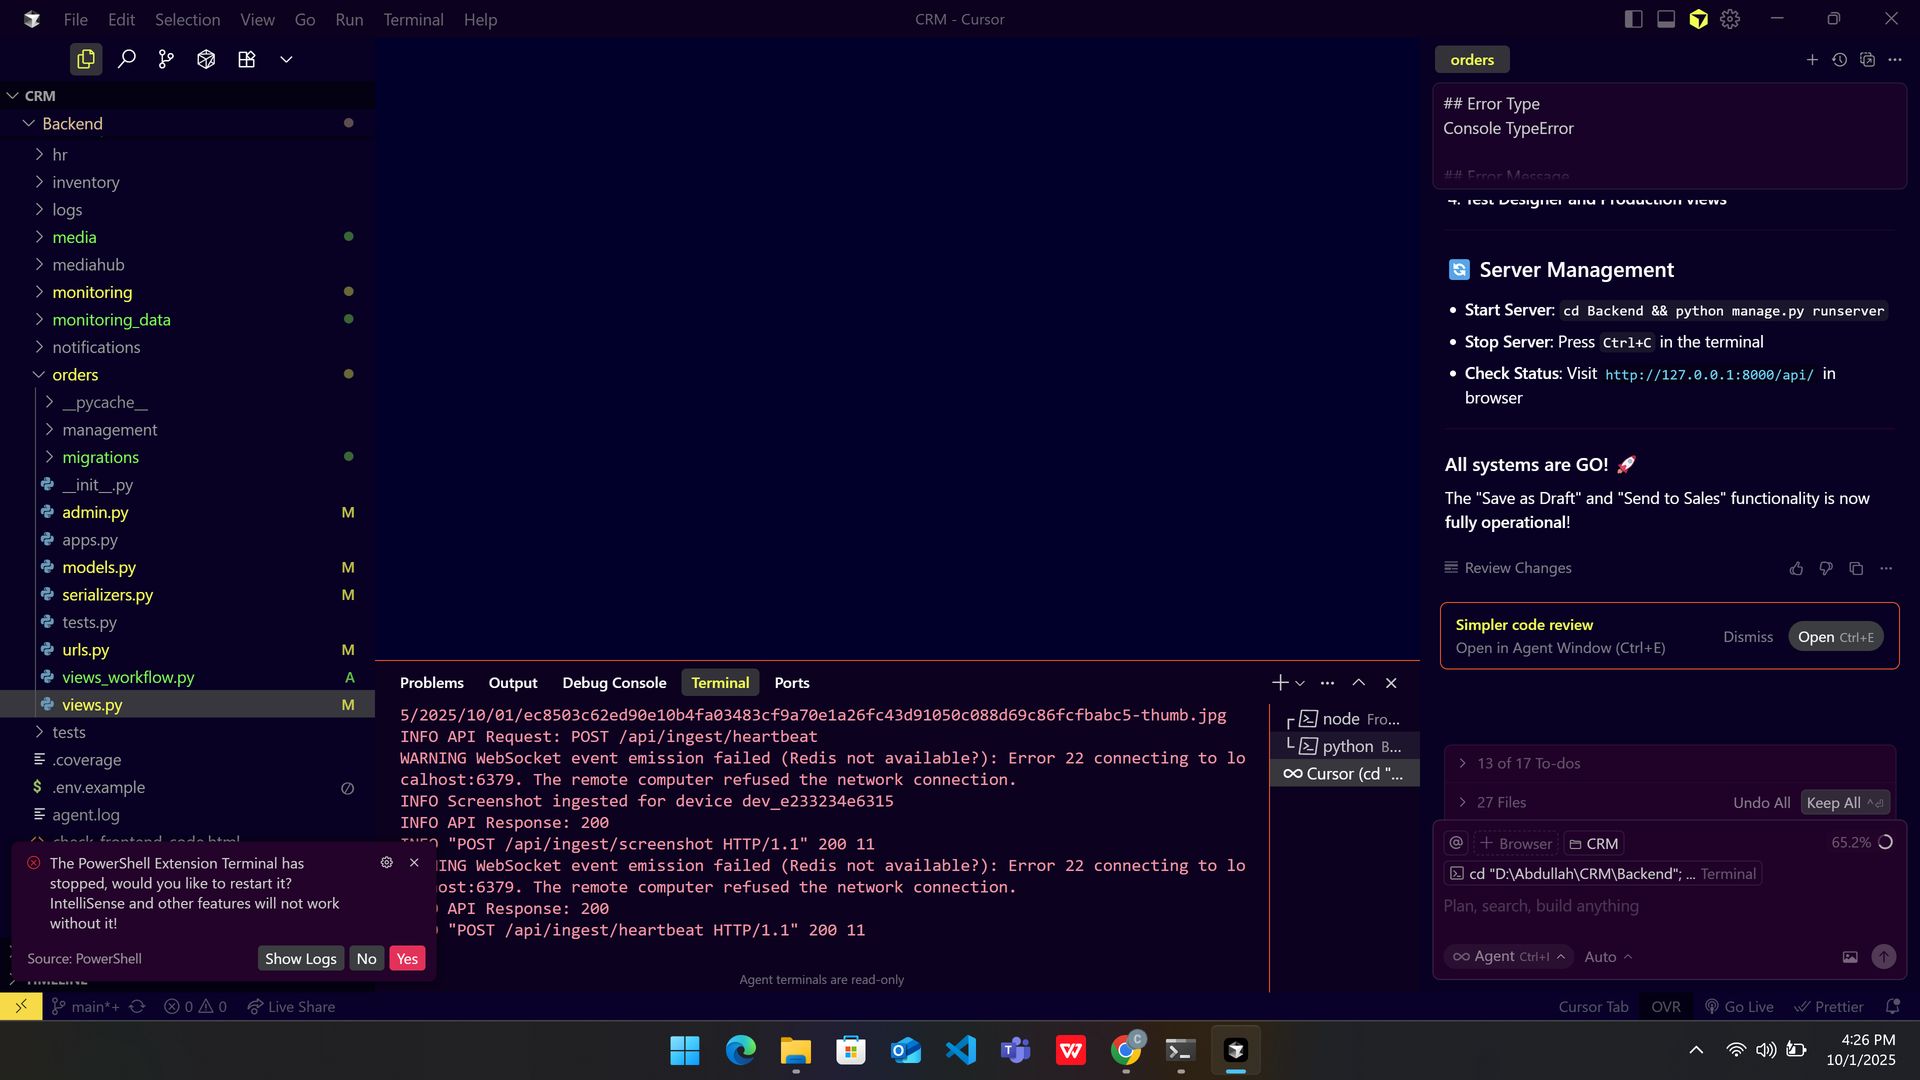 File Edit Selection View Go Run Terminal Help
CRM - Cursor
CRM
Backend
hr
inventory
logs
media
mediahub
monitoring
monitoring_data
notifications
orders
__pycache__
management
migrations
__init__.py
admin.py M
apps.py
models.py M
serializers.py M
tests.py
urls.py M
views_workflow.py A
views.py M
tests
.coverage
$ .env.example
agent.log
check_frontend_code.html
The PowerShell Extension Terminal has
stopped, would you like to restart it?
IntelliSense and other features will not work
without it!
Source: PowerShell
Show Logs No Yes
TIMELINE
Problems Output Debug Console Terminal Ports
5/2025/10/01/ec8503c62ed90e10b4fa03483cf9a70e1a26fc43d91050c088d69c86fcfbabc5-thumb.jpg
INFO API Request: POST /api/ingest/heartbeat
WARNING WebSocket event emission failed (Redis not available?): Error 22 connecting to lo
calhost:6379. The remote computer refused the network connection.
INFO Screenshot ingested for device dev_e233234e6315
INFO API Response: 200
INFO "POST /api/ingest/screenshot HTTP/1.1" 200 11
NING WebSocket event emission failed (Redis not available?): Error 22 connecting to lo
ost:6379. The remote computer refused the network connection.
API Response: 200
"POST /api/ingest/heartbeat HTTP/1.1" 200 11
Agent terminals are read-only
node Fro...
python B...
Cursor (cd "...
orders
## Error Type
Console TypeError
## Error Message
4. Test Designer and Production views
Server Management
• Start Server: cd Backend && python manage.py runserver
• Stop Server: Press Ctrl+C in the terminal
• Check Status: Visit http://127.0.0.1:8000/api/ in
browser
All systems are GO! 🚀
The "Save as Draft" and "Send to Sales" functionality is now
fully operational!
Review Changes
Simpler code review
Open in Agent Window (Ctrl+E)
Dismiss Open Ctrl+E
13 of 17 To-dos
27 Files Undo All Keep All
@ + Browser CRM 65.2%
cd "D:\Abdullah\CRM\Backend"; ... Terminal
Plan, search, build anything
Agent Ctrl+I Auto
main*+ 0 0 Live Share
Cursor Tab OVR Go Live Prettier
4:26 PM
10/1/2025